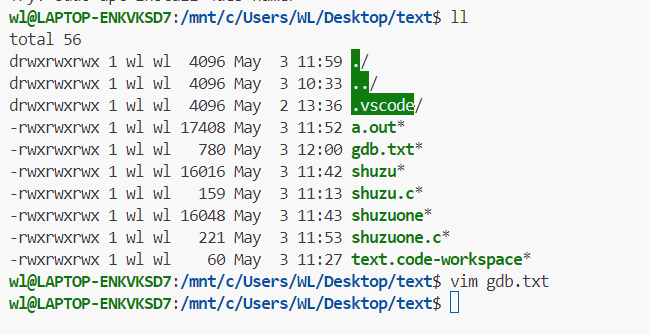 wl@LAPTOP-ENKVKSD7:/mnt/c/Users/WL/Desktop/text$ ll
total 56
drwxrwxrwx 1 wl wl  4096 May  3 11:59 ./
drwxrwxrwx 1 wl wl  4096 May  3 10:33 ../
drwxrwxrwx 1 wl wl  4096 May  2 13:36 .vscode/
-rwxrwxrwx 1 wl wl 17408 May  3 11:52 a.out*
-rwxrwxrwx 1 wl wl   780 May  3 12:00 gdb.txt*
-rwxrwxrwx 1 wl wl 16016 May  3 11:42 shuzu*
-rwxrwxrwx 1 wl wl   159 May  3 11:13 shuzu.c*
-rwxrwxrwx 1 wl wl 16048 May  3 11:43 shuzuone*
-rwxrwxrwx 1 wl wl   221 May  3 11:53 shuzuone.c*
-rwxrwxrwx 1 wl wl    60 May  3 11:27 text.code-workspace*
wl@LAPTOP-ENKVKSD7:/mnt/c/Users/WL/Desktop/text$ vim gdb.txt
wl@LAPTOP-ENKVKSD7:/mnt/c/Users/WL/Desktop/text$